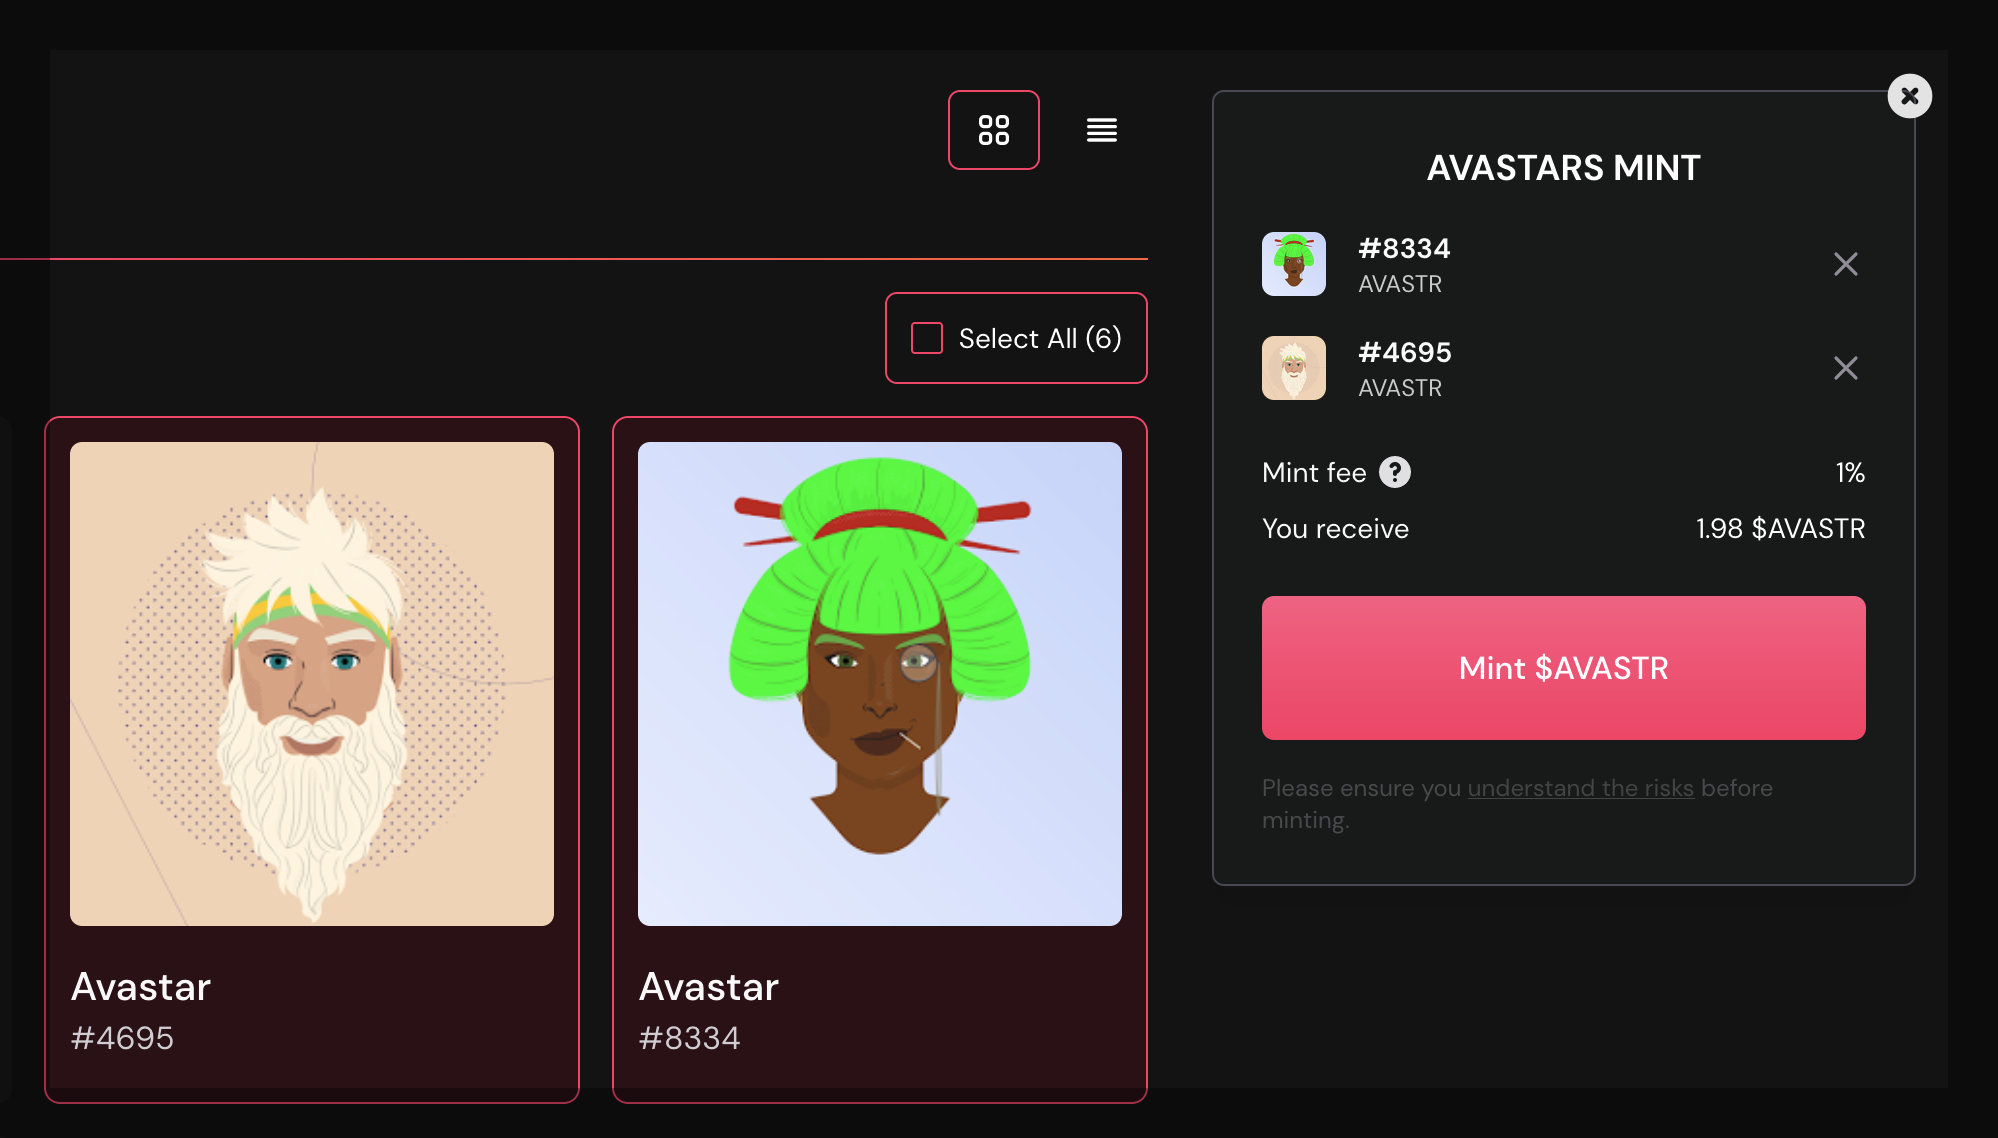 Select All (6)
Avastar
#4695
Avastar
#8334
AVASTARS MINT
#8334
AVASTR
#4695
AVASTR
Mint fee ? 1%
You receive 1.98 $AVASTR
Mint $AVASTR
Please ensure you understand the risks before
minting.